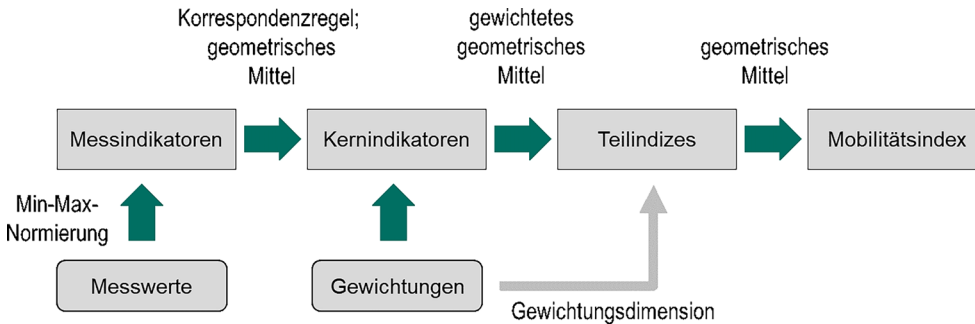 Korrespondenzregel;
geometrisches
Mittel
gewichtetes
geometrisches
Mittel
geometrisches
Mittel
Messindikatoren
Kernindikatoren
Teilindizes
Mobilitätsindex
Min-Max-
Normierung
Messwerte
Gewichtungen
Gewichtungsdimension